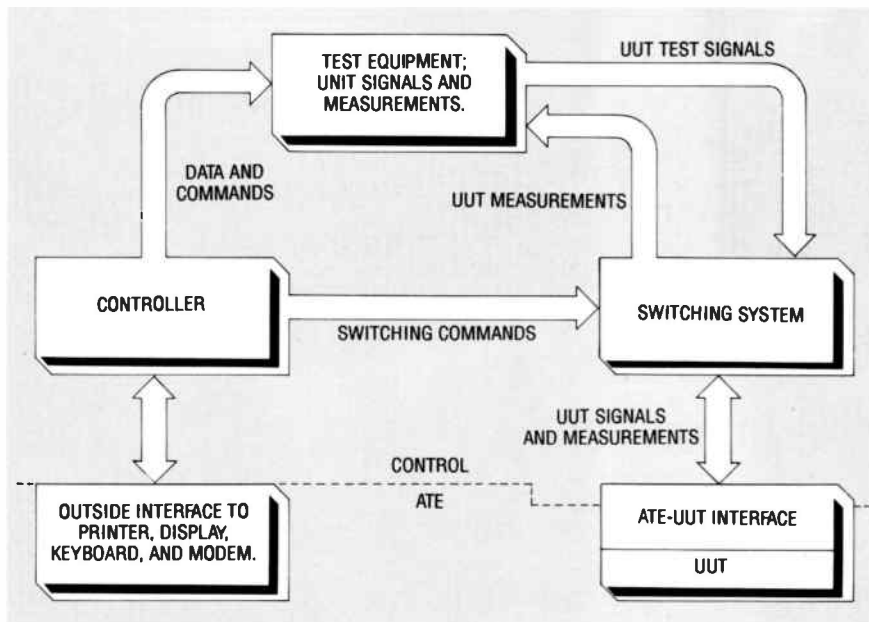 TEST EQUIPMENT;
UNIT SIGNALS AND
MEASUREMENTS.
UUT TEST SIGNALS
DATA AND
COMMANDS
UUT MEASUREMENTS
CONTROLLER
SWITCHING COMMANDS
SWITCHING SYSTEM
UUT SIGNALS
AND MEASUREMENTS
CONTROL
ATE
OUTSIDE INTERFACE TO
PRINTER, DISPLAY,
KEYBOARD, AND MODEM.
ATE-UUT INTERFACE
UUT